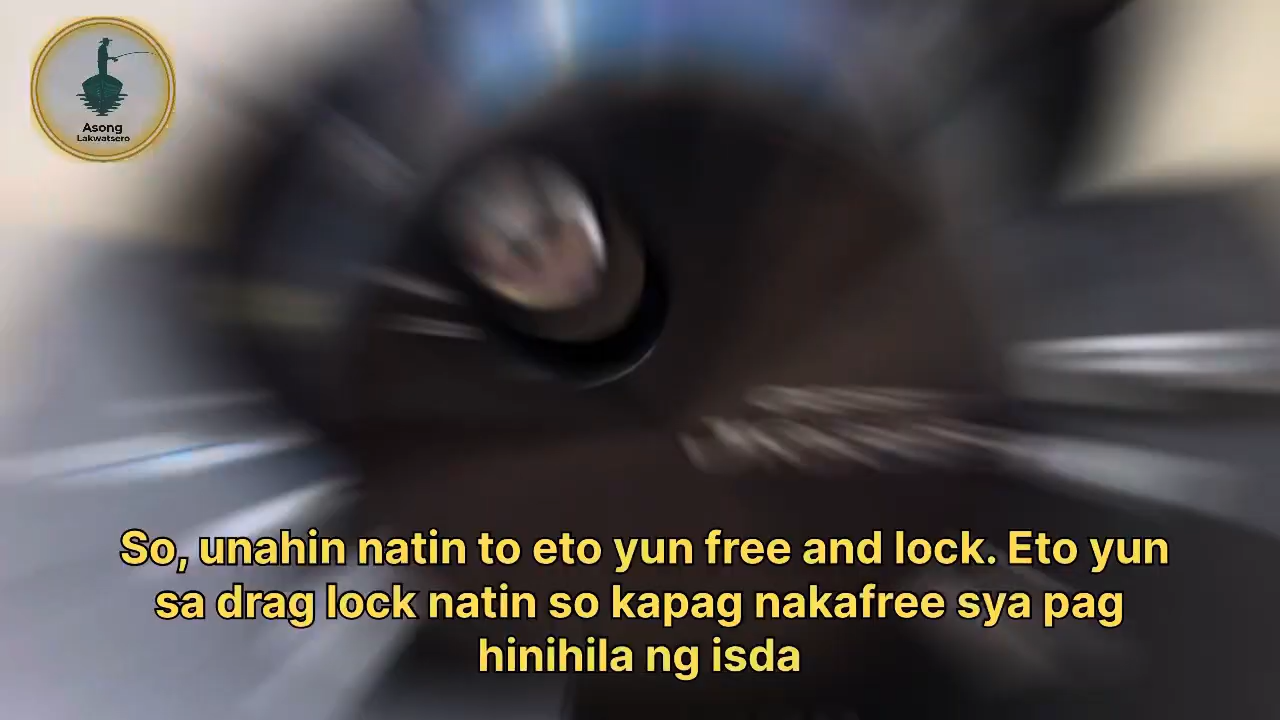 Asong
Lakwatsero
So, unahin natin to eto yun free and lock. Eto yun
sa drag lock natin so kapag nakafree sya pag
hinihila ng isda